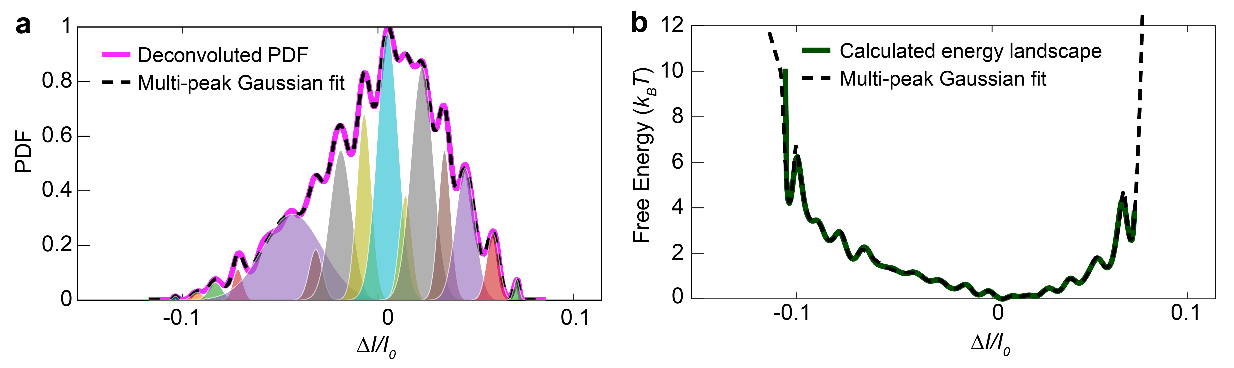 a
1
0.8
0.6
0.4
0.2
0
PDF
Deconvoluted PDF
Multi-peak Gaussian fit
-0.1
0
0.1
ΔI/I₀
b
12
10
8
6
4
2
0
Free Energy (k_BT)
Calculated energy landscape
Multi-peak Gaussian fit
-0.1
0
0.1
ΔI/I₀